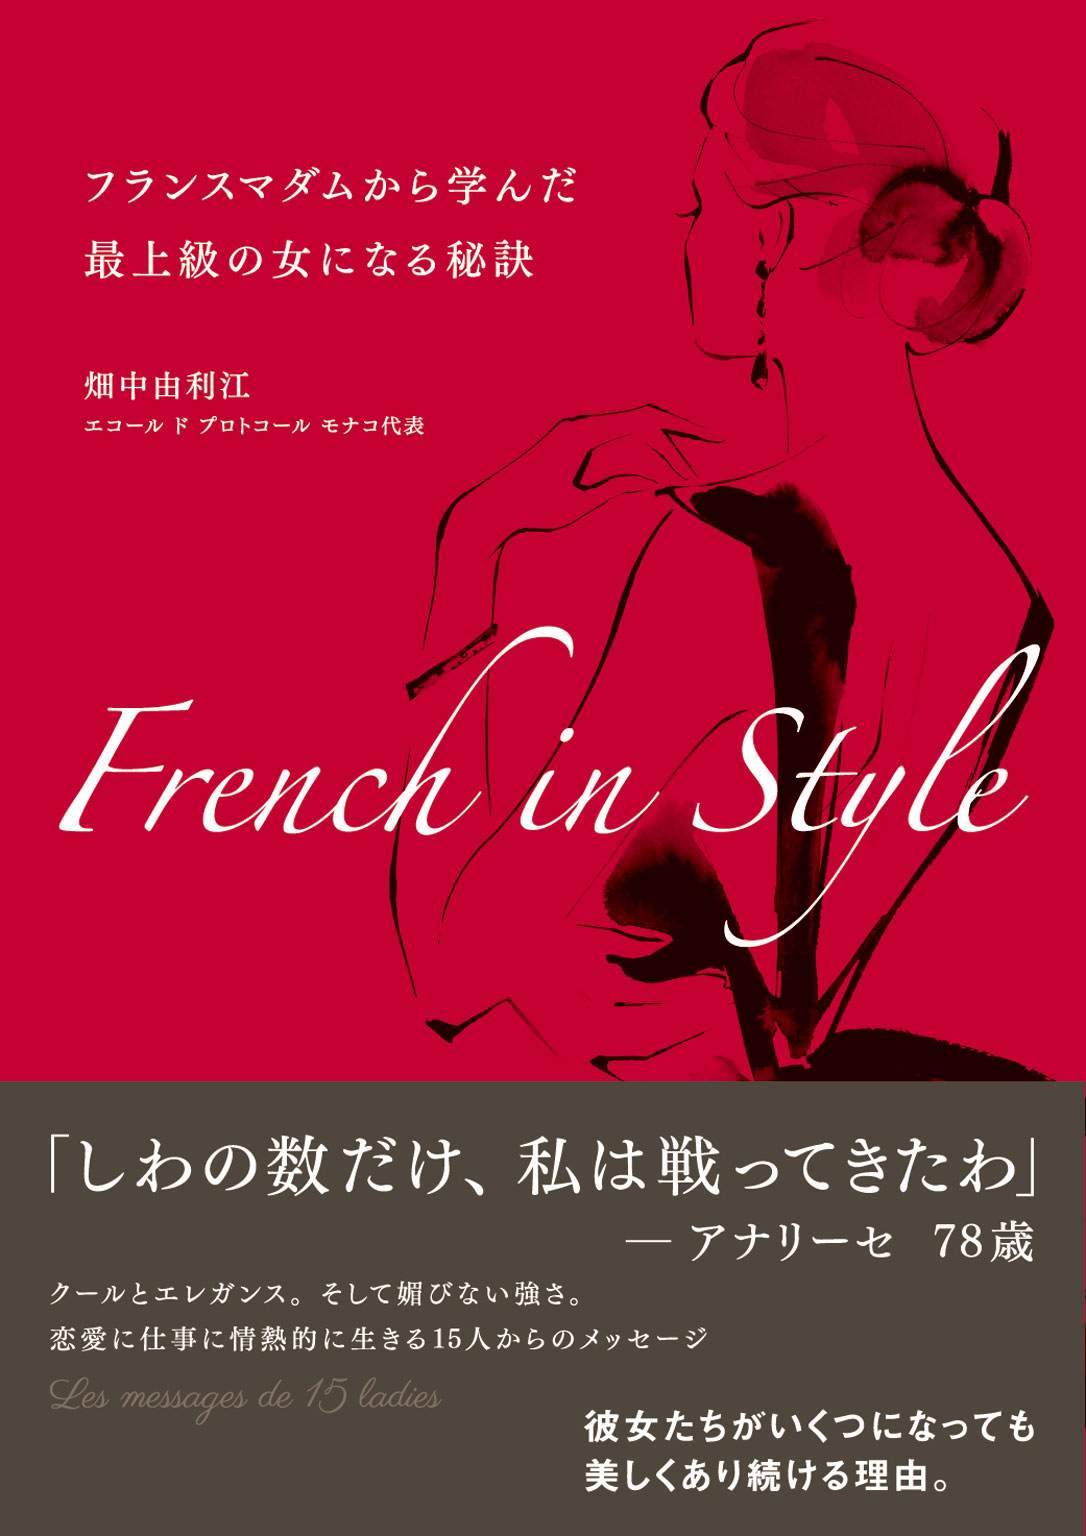 フランスマダムから学んだ
最上級の女になる秘訣
畑中由利江
エコール ド プロトコール モナコ代表
French in Style
「しわの数だけ、私は戦ってきたわ」
― アナリーセ 78歳
クールとエレガンス。そして媚びない強さ。
恋愛に仕事に情熱的に生きる15人からのメッセージ
Les messages de 15 ladies
彼女たちがいくつになっても
美しくあり続ける理由。